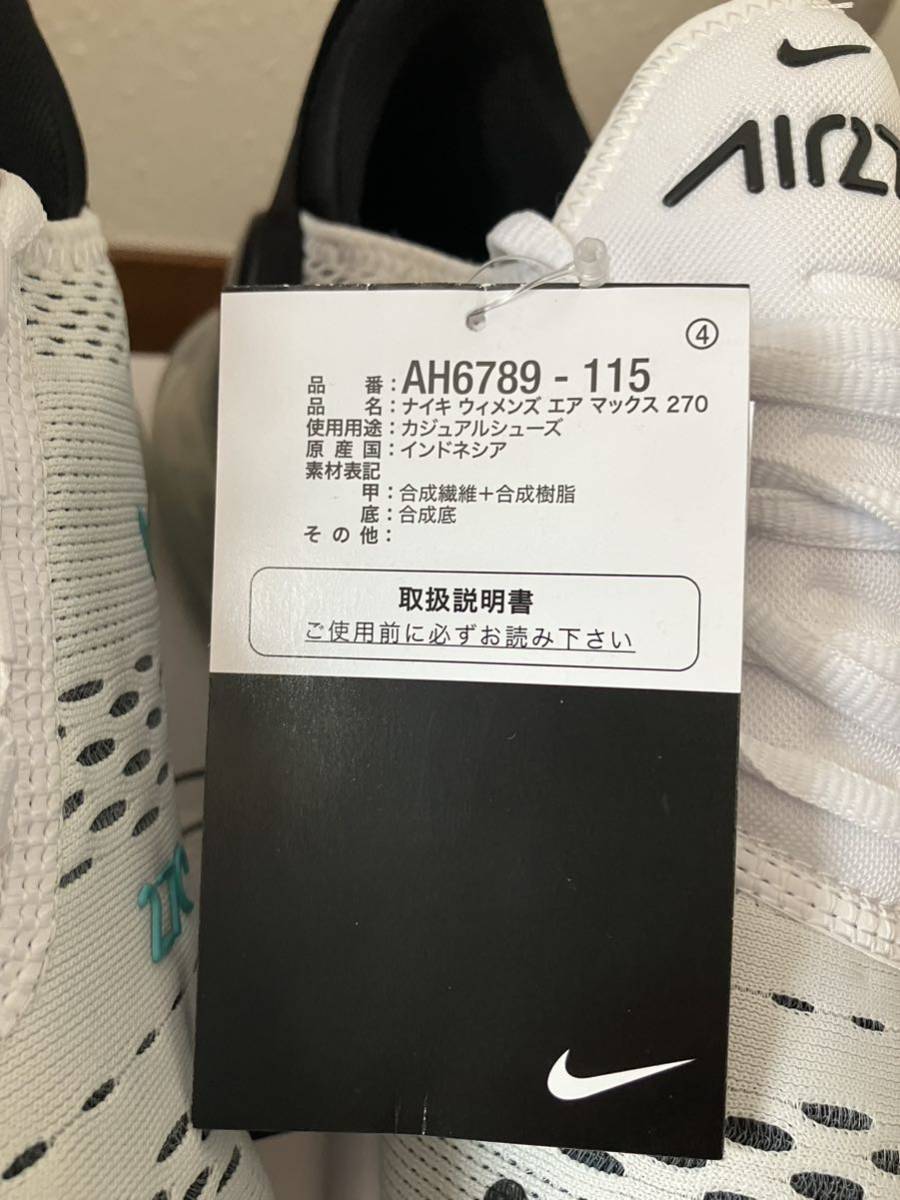 AIR27
④
品 番：AH6789 - 115
品 名：ナイキ ウィメンズ エア マックス 270
使用用途：カジュアルシューズ
原 産 国：インドネシア
素材表記
甲：合成繊維＋合成樹脂
底：合成底
そ の 他：
取扱説明書
ご使用前に必ずお読み下さい